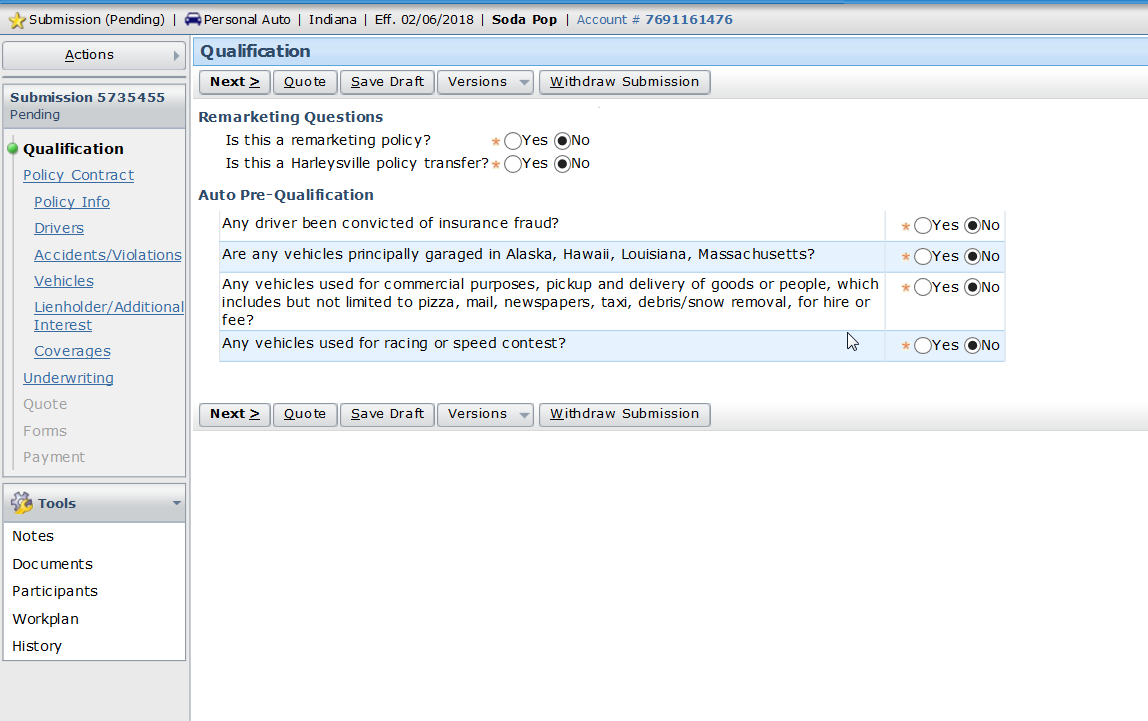 Submission (Pending) | Personal Auto | Indiana | Eff. 02/06/2018 | Soda Pop | Account # 7691161476
Actions
Submission 5735455
Pending
Qualification
Policy Contract
Policy Info
Drivers
Accidents/Violations
Vehicles
Lienholder/Additional
Interest
Coverages
Underwriting
Quote
Forms
Payment
Tools
Notes
Documents
Participants
Workplan
History
Qualification
Next > Quote Save Draft Versions Withdraw Submission
Remarketing Questions
Is this a remarketing policy? * Yes No
Is this a Harleysville policy transfer? * Yes No
Auto Pre-Qualification
Any driver been convicted of insurance fraud? * Yes No
Are any vehicles principally garaged in Alaska, Hawaii, Louisiana, Massachusetts? * Yes No
Any vehicles used for commercial purposes, pickup and delivery of goods or people, which * Yes No
includes but not limited to pizza, mail, newspapers, taxi, debris/snow removal, for hire or
fee?
Any vehicles used for racing or speed contest? * Yes No
Next > Quote Save Draft Versions Withdraw Submission